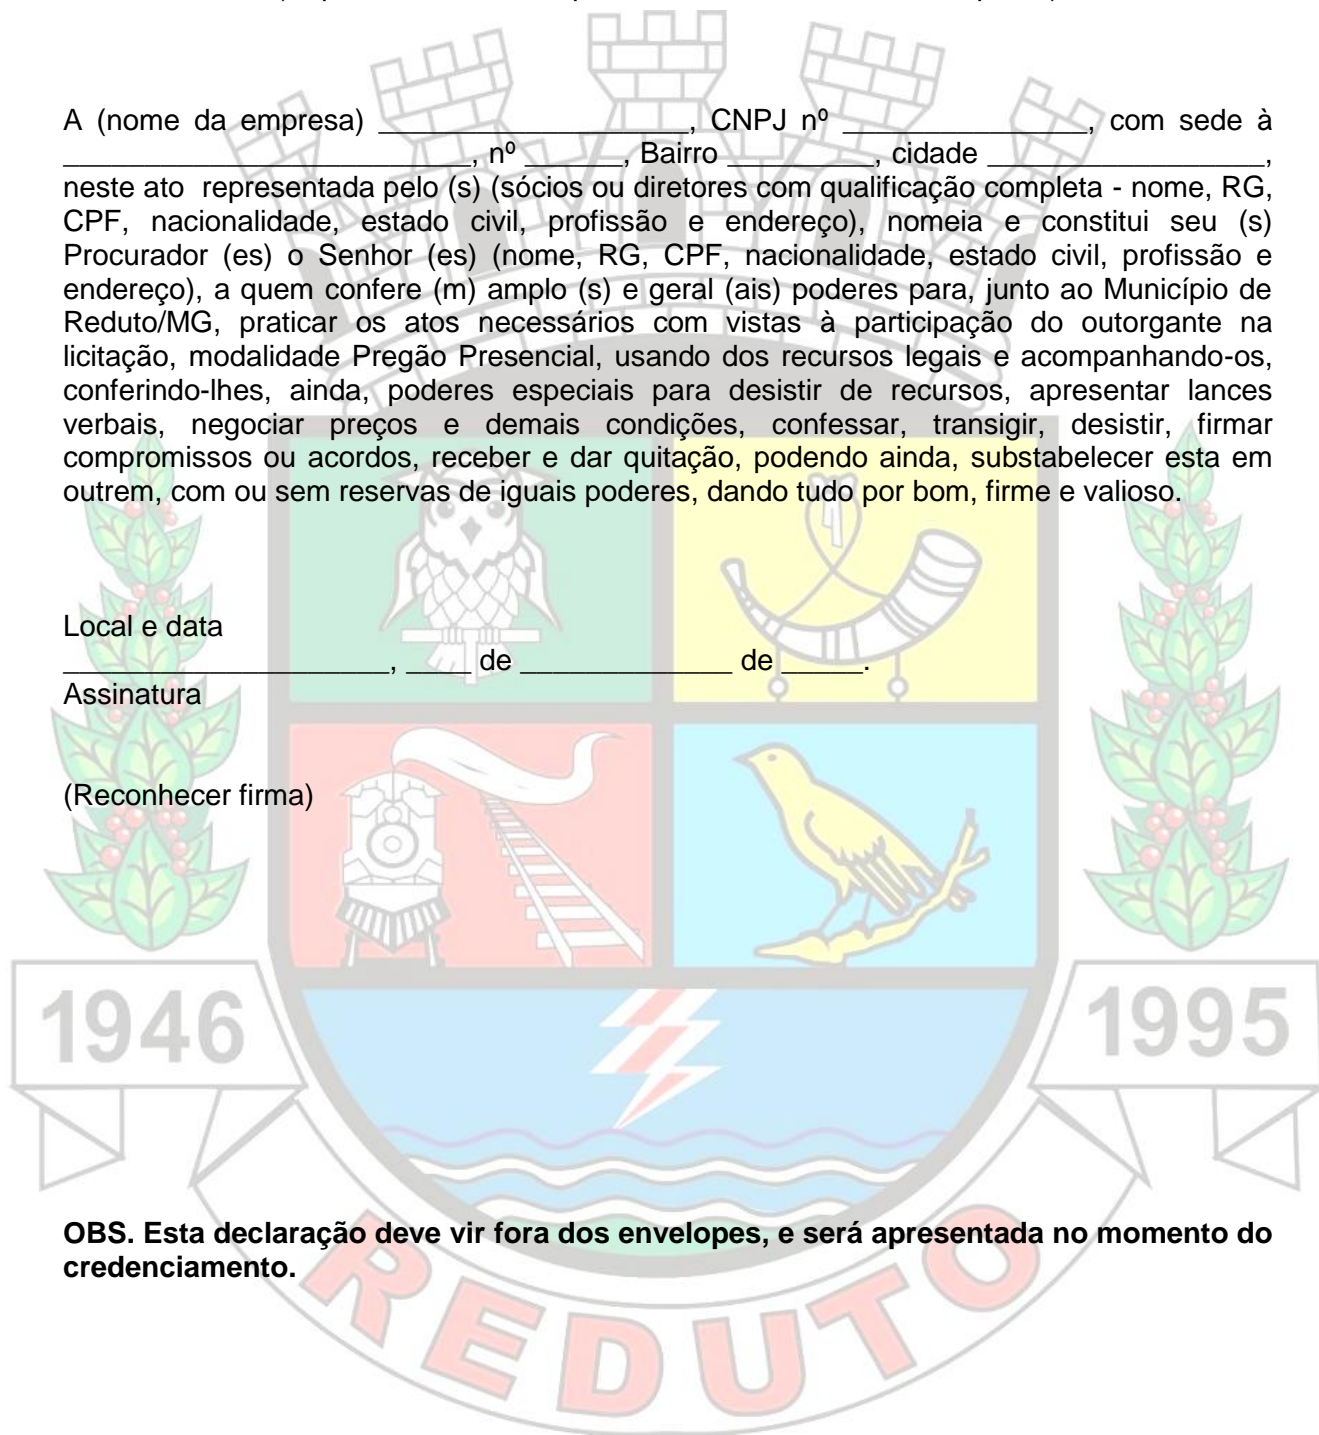 A (nome da empresa) ___________________, CNPJ nº _______________, com sede à
_________________________, nº ______, Bairro _________, cidade _________________,
neste ato representada pelo (s) (sócios ou diretores com qualificação completa - nome, RG,
CPF, nacionalidade, estado civil, profissão e endereço), nomeia e constitui seu (s)
Procurador (es) o Senhor (es) (nome, RG, CPF, nacionalidade, estado civil, profissão e
endereço), a quem confere (m) amplo (s) e geral (ais) poderes para, junto ao Município de
Reduto/MG, praticar os atos necessários com vistas à participação do outorgante na
licitação, modalidade Pregão Presencial, usando dos recursos legais e acompanhando-os,
conferindo-lhes, ainda, poderes especiais para desistir de recursos, apresentar lances
verbais, negociar preços e demais condições, confessar, transigir, desistir, firmar
compromissos ou acordos, receber e dar quitação, podendo ainda, substabelecer esta em
outrem, com ou sem reservas de iguais poderes, dando tudo por bom, firme e valioso.
Local e data
____________________, ____ de _____________ de _____.
Assinatura
(Reconhecer firma)
1946
1995
OBS. Esta declaração deve vir fora dos envelopes, e será apresentada no momento do
credenciamento.
REDUTO